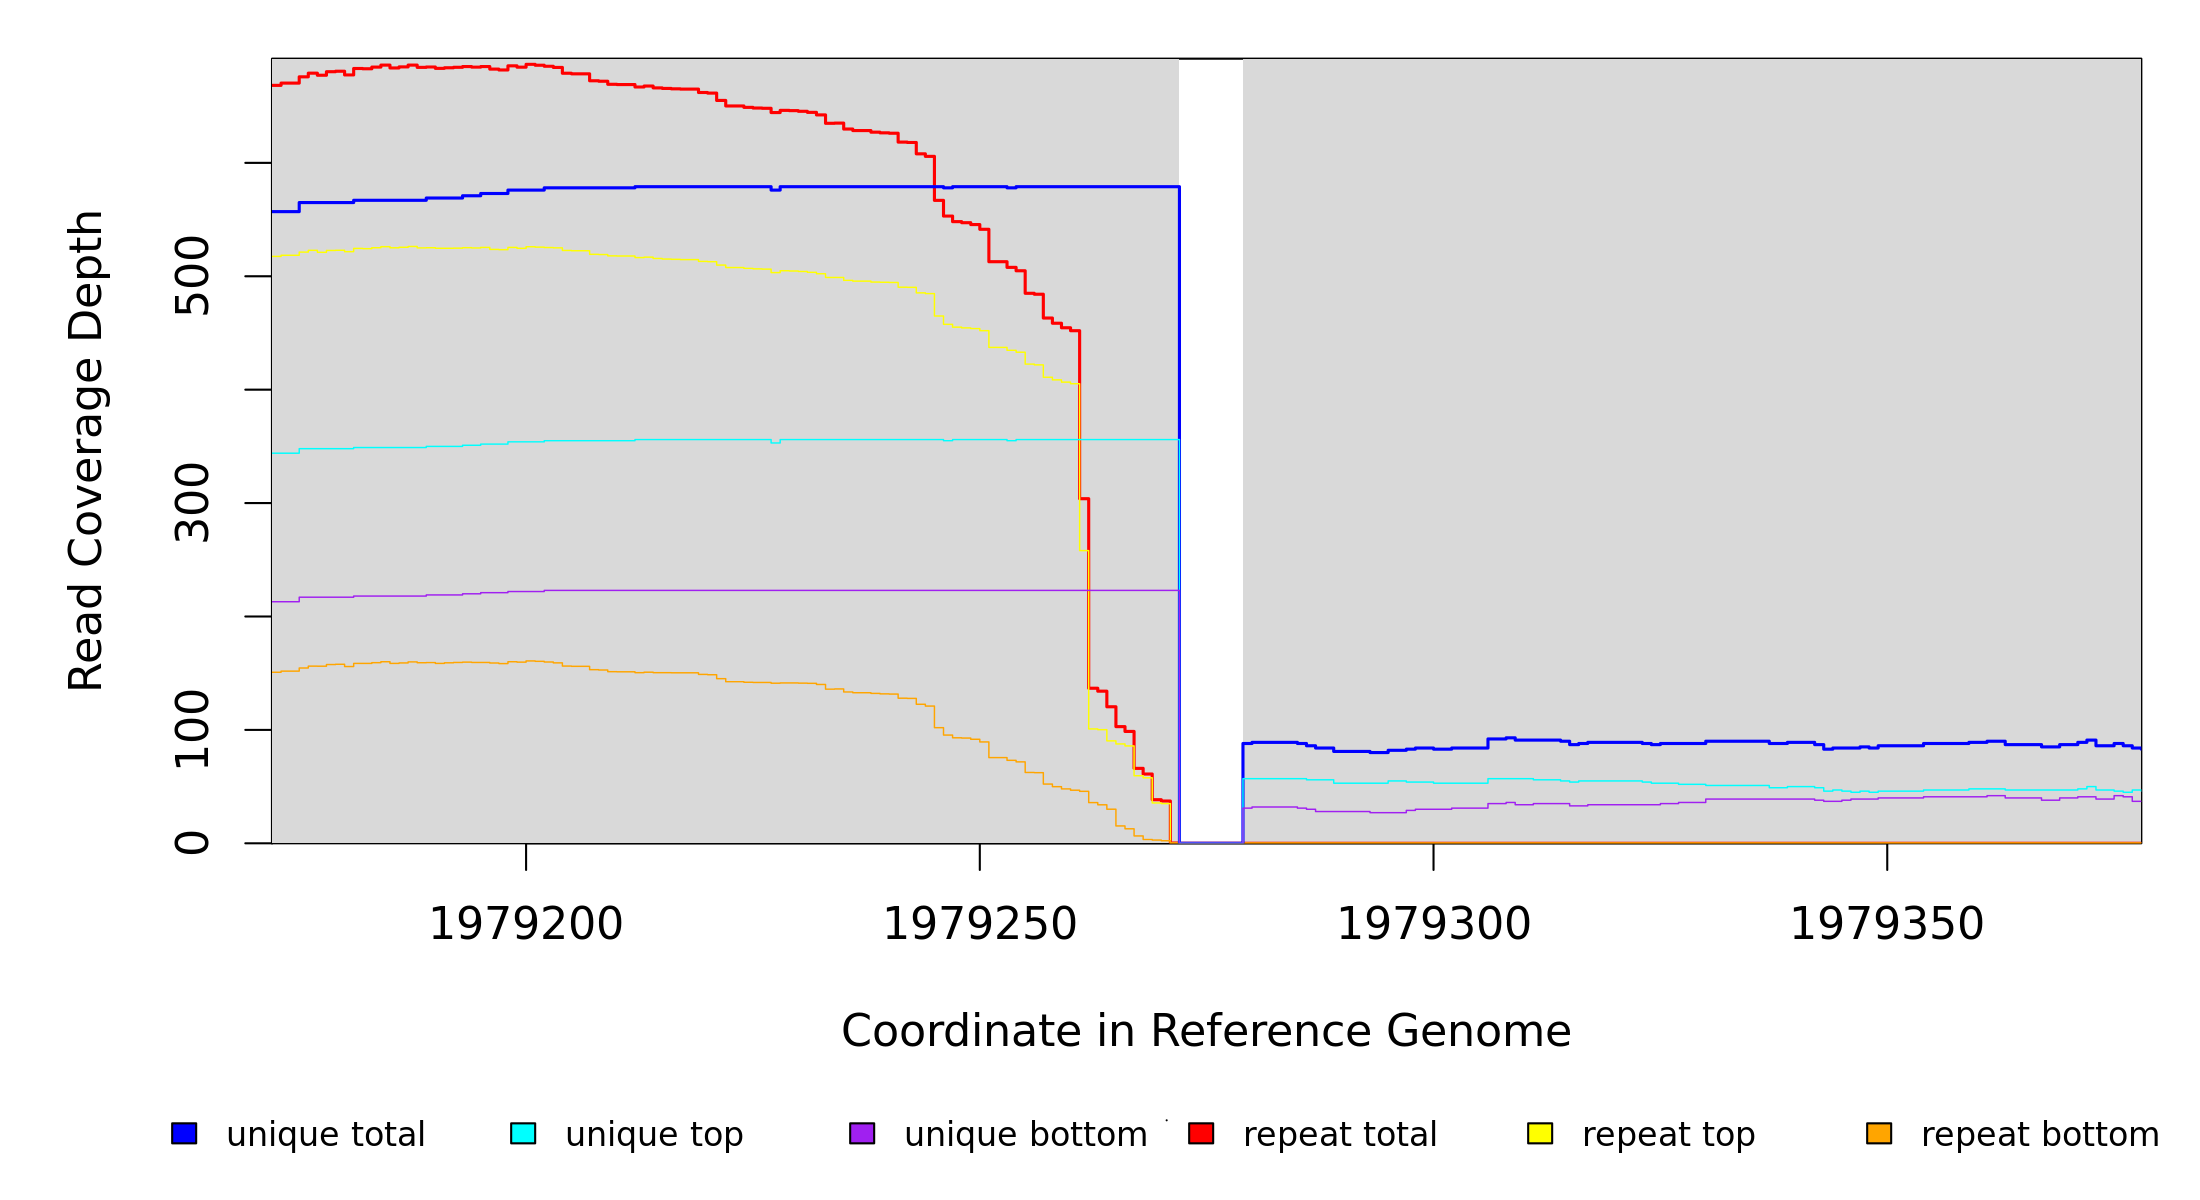 Read Coverage Depth
500
300
100
0
1979200 1979250 1979300 1979350
Coordinate in Reference Genome
unique total unique top unique bottom repeat total repeat top repeat bottom